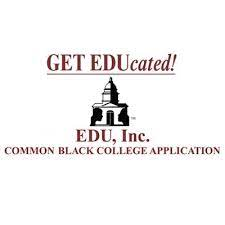 GET EDUcated!
EDU, Inc.
COMMON BLACK COLLEGE APPLICATION